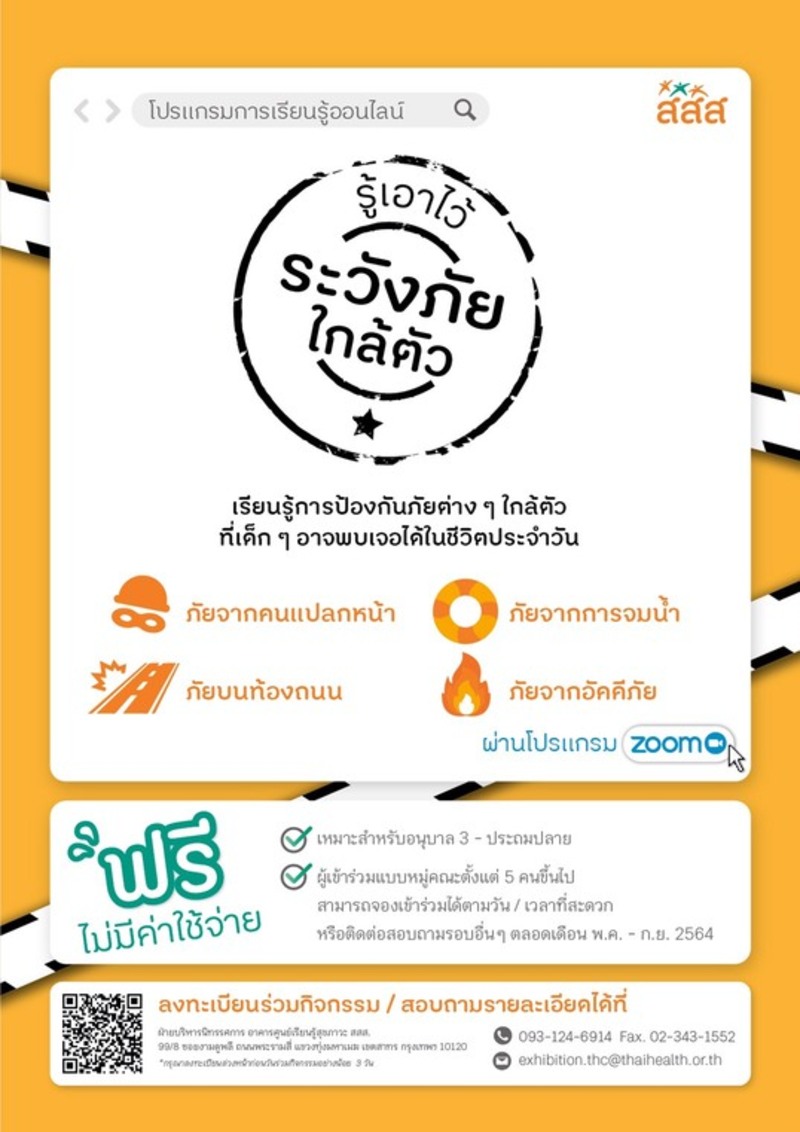 โปรแกรมการเรียนรู้ออนไลน์
สสส
รู้เอาไว้
ระวังภัย
ใกล้ตัว
เรียนรู้การป้องกันภัยต่าง ๆ ใกล้ตัว
ที่เด็ก ๆ อาจพบเจอได้ในชีวิตประจำวัน
ภัยจากคนแปลกหน้า
ภัยจากการจมน้ำ
ภัยบนท้องถนน
ภัยจากอัคคีภัย
ผ่านโปรแกรม zoom
ฟรี
ไม่มีค่าใช้จ่าย
เหมาะสำหรับอนุบาล 3 - ประถมปลาย
ผู้เข้าร่วมแบบหมู่คณะตั้งแต่ 5 คนขึ้นไป
สามารถจองเข้าร่วมได้ตามวัน / เวลาที่สะดวก
หรือติดต่อสอบถามรอบอื่นๆ ตลอดเดือน พ.ค. - ก.ย. 2564
ลงทะเบียนร่วมกิจกรรม / สอบถามรายละเอียดได้ที่
ฝ่ายบริหารนิทรรศการ อาคารศูนย์เรียนรู้สุขภาวะ สสส.
99/8 ซอยงามดูพลี ถนนพระรามสี่ แขวงทุ่งมหาเมฆ เขตสาทร กรุงเทพฯ 10120
*กรุณาลงทะเบียนล่วงหน้าก่อนวันร่วมกิจกรรมอย่างน้อย 3 วัน
093-124-6914 Fax. 02-343-1552
exhibition.thc@thaihealth.or.th